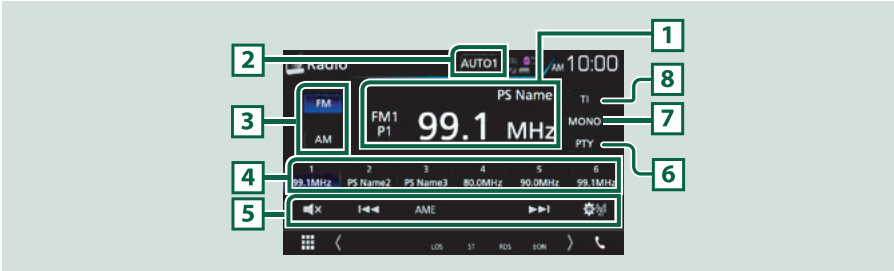 1
2
AUTO1
Radio
AM 10:00
8
PS Name
TI
FM
3
FM1
P1
99.1 MHz
MONO
7
AM
PTY
6
4
1 2 3 4 5 6
99.1MHz PS Name2 PS Name3 80.0MHz 90.0MHz 99.1MHz
5
AME
LOS ST RDS EON